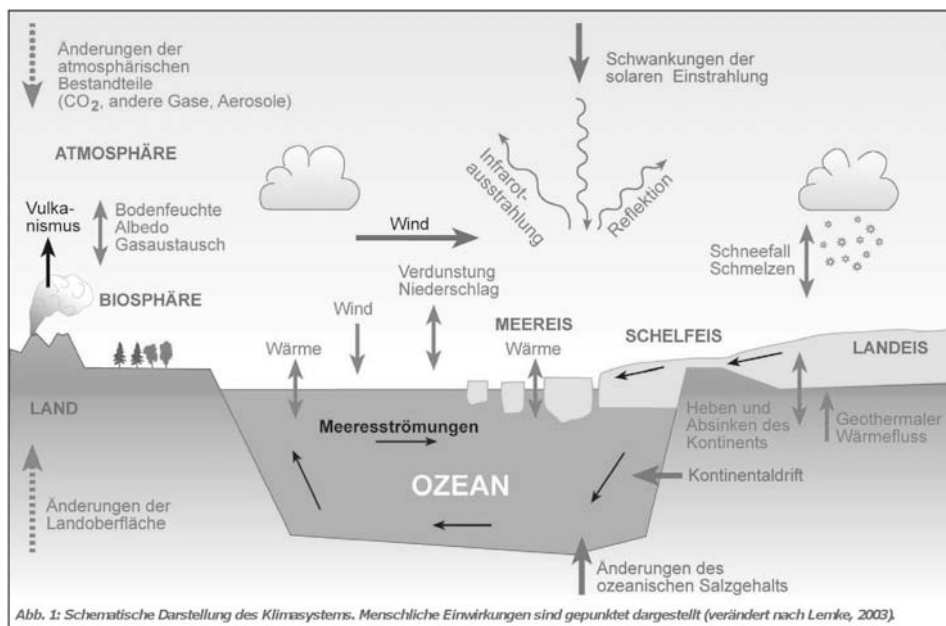 Änderungen der
atmosphärischen
Bestandteile
(CO₂, andere Gase, Aerosole)
Schwankungen der
solaren Einstrahlung
ATMOSPHÄRE
Infrarot-
ausstrahlung
Reflektion
Vulka-
nismus
Bodenfeuchte
Albedo
Gasaustausch
Wind
Schneefall
Schmelzen
Verdunstung
Niederschlag
BIOSPHÄRE
Wind
MEEREIS
SCHELFEIS
LANDEIS
Wärme
Wärme
LAND
Meeresströmungen
Heben und
Absinken des
Kontinents
Geothermaler
Wärmefluss
OZEAN
Kontinentaldrift
Änderungen der
Landoberfläche
Änderungen des
ozeanischen Salzgehalts
Abb. 1: Schematische Darstellung des Klimasystems. Menschliche Einwirkungen sind gepunktet dargestellt (verändert nach Lemke, 2003).